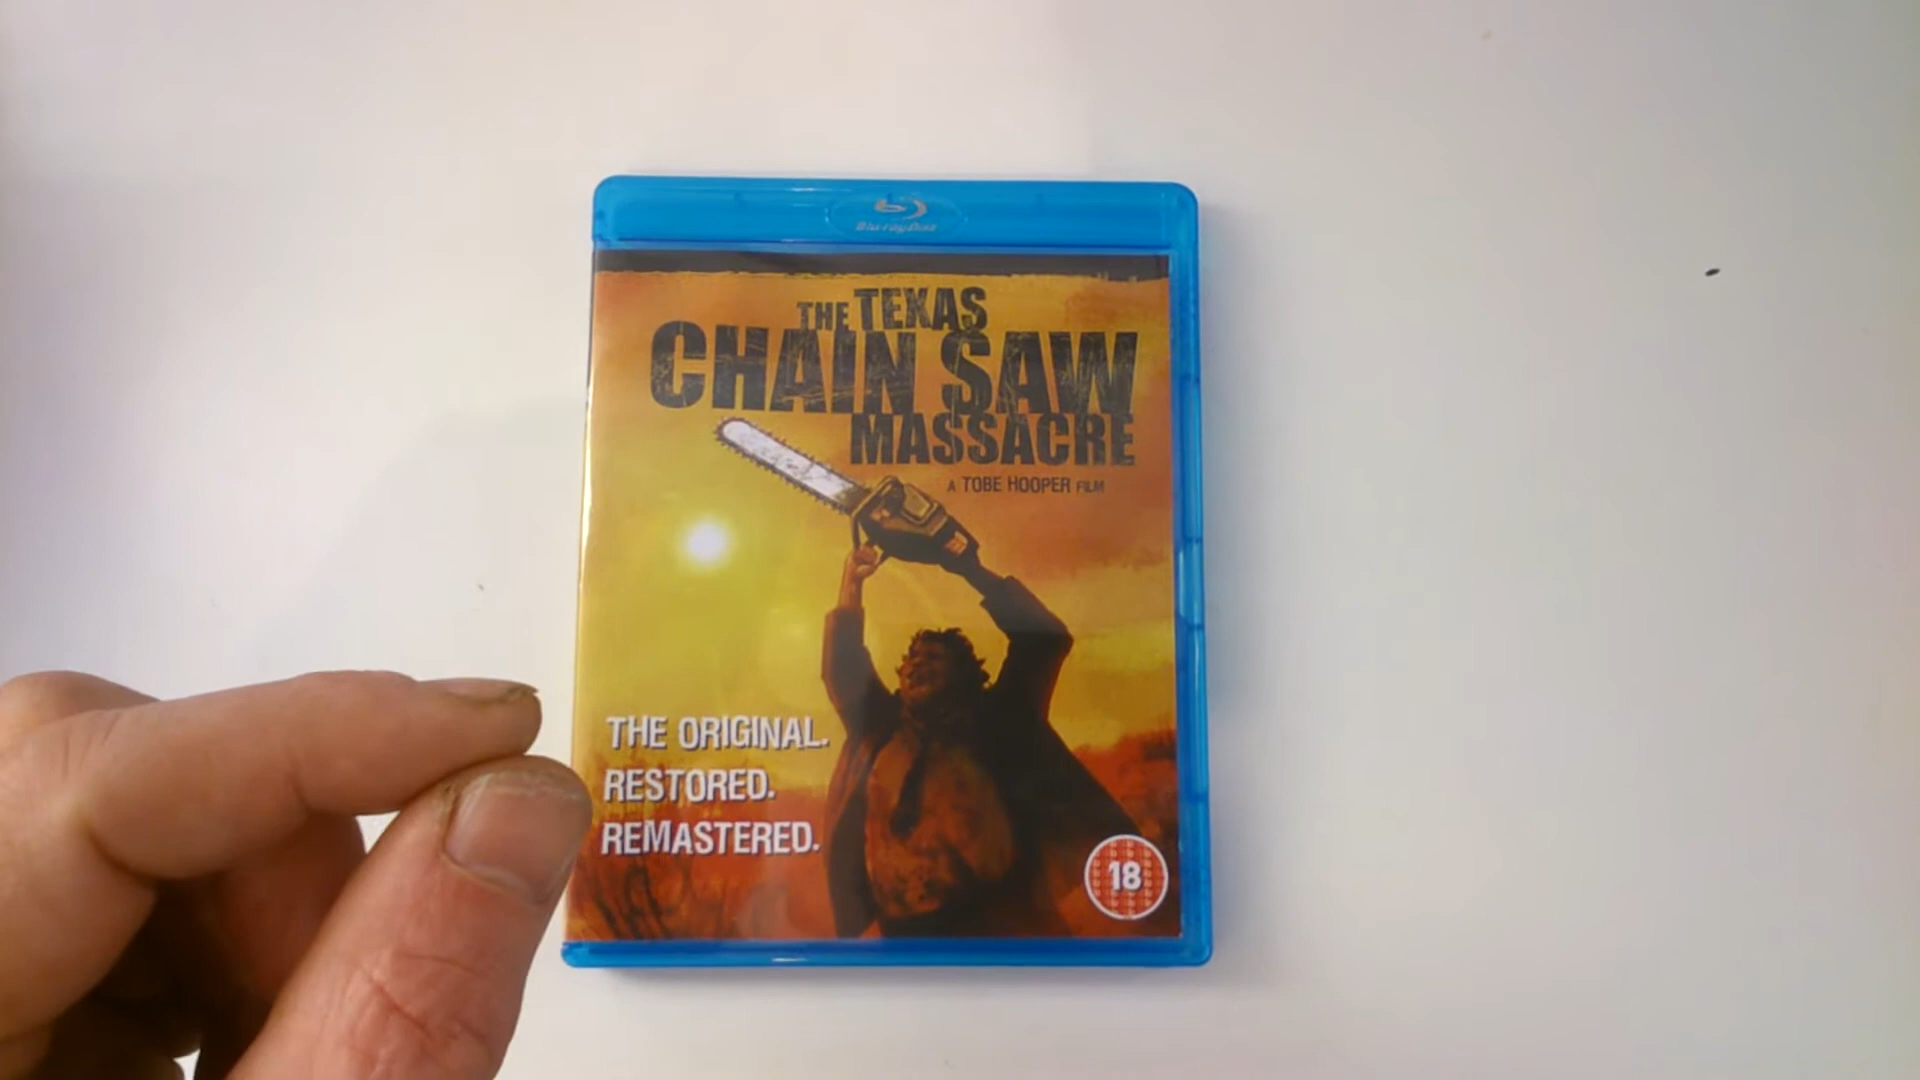 Blu-ray Disc
THE TEXAS
CHAIN SAW
MASSACRE
A TOBE HOOPER FILM
THE ORIGINAL.
RESTORED.
REMASTERED.
18